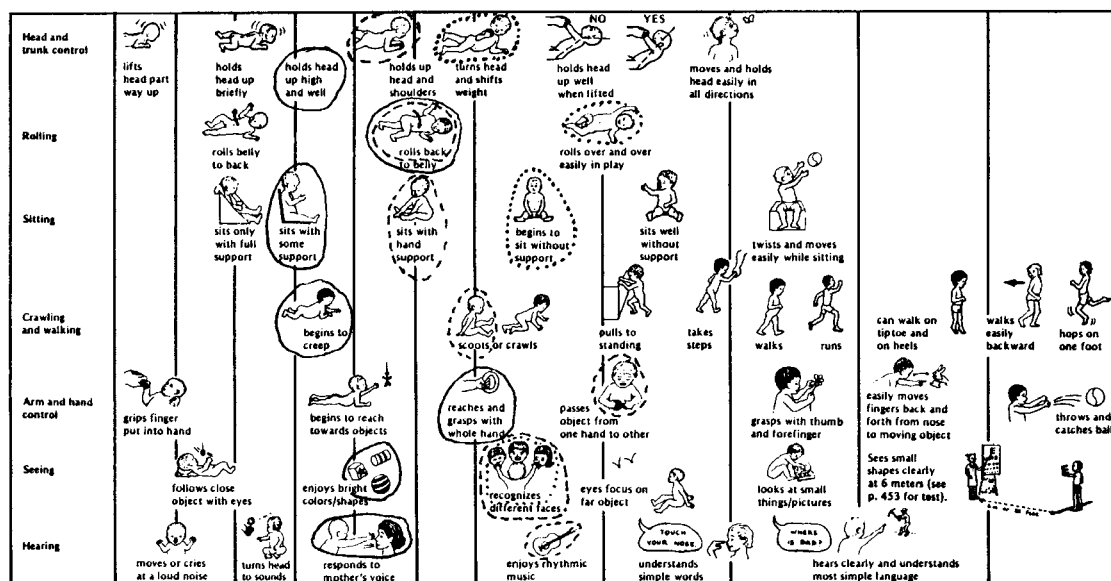 Head and
trunk control
NO
YES
lifts
head part
way up
holds
head up
briefly
holds head
up high
and well
holds up
head and
shoulders
turns head
and shifts
weight
holds head
up well
when lifted
moves and holds
head easily in
all directions
Rolling
rolls belly
to back
rolls back
to belly
rolls over and over
easily in play
Sitting
sits only
with full
support
sits with
some
support
sits with
hand
support
begins to
sit without
support
sits well
without
support
twists and moves
easily while sitting
Crawling
and walking
begins to
creep
scoots or crawls
pulls to
standing
takes
steps
walks
runs
can walk on
tiptoe and
on heels
walks
easily
backward
hops on
one foot
Arm and hand
control
grips finger
put into hand
begins to reach
towards objects
reaches and
grasps with
whole hand
passes
object from
one hand to other
grasps with thumb
and forefinger
easily moves
fingers back and
forth from nose
to moving object
throws and
catches ball
Seeing
follows close
object with eyes
enjoys bright
colors/shapes
recognizes
different faces
eyes focus on
far object
looks at small
things/pictures
Sees small
shapes clearly
at 6 meters (see
p. 453 for test).
Hearing
moves or cries
at a loud noise
turns head
to sounds
responds to
mother's voice
enjoys rhythmic
music
TOUCH
YOUR NOSE
understands
simple words
WHERE
IS DAD?
hears clearly and understands
most simple language